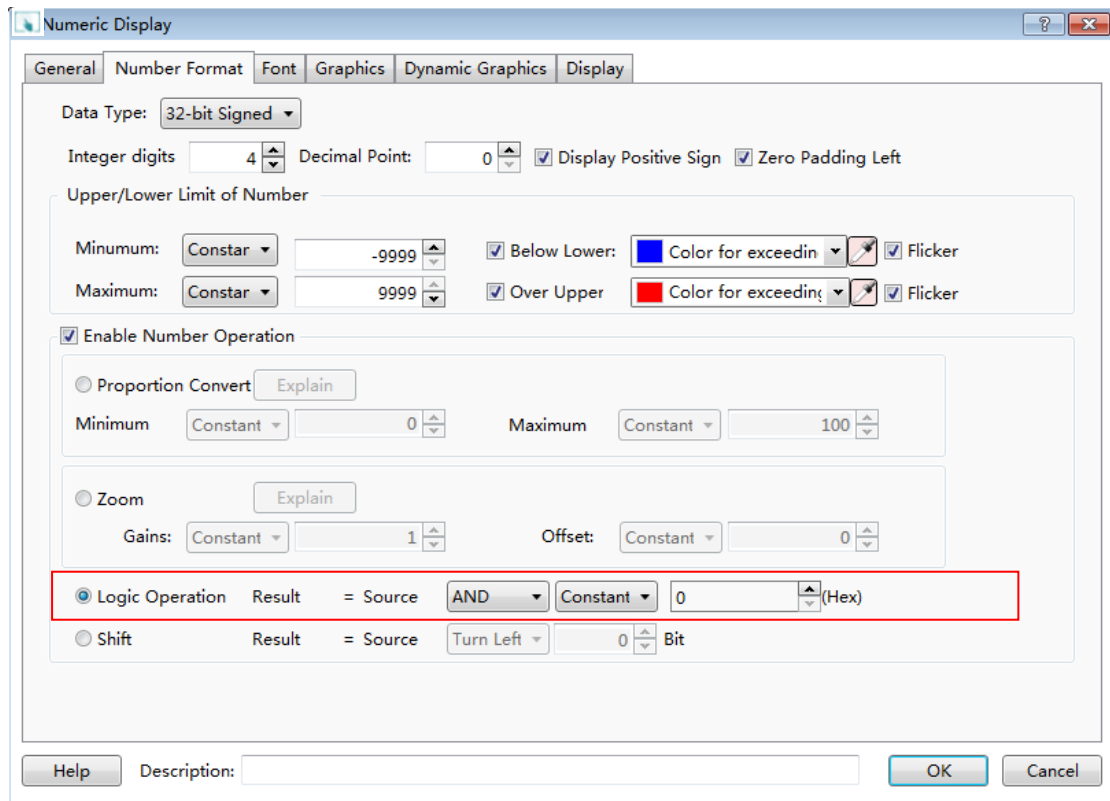 Numeric Display
General Number Format Font Graphics Dynamic Graphics Display
Data Type: 32-bit Signed
Integer digits 4 Decimal Point: 0 Display Positive Sign Zero Padding Left
Upper/Lower Limit of Number
Minumum: Constar -9999 Below Lower: Color for exceedin Flicker
Maximum: Constar 9999 Over Upper Color for exceeding Flicker
Enable Number Operation
Proportion Convert Explain
Minimum Constant 0 Maximum Constant 100
Zoom Explain
Gains: Constant 1 Offset: Constant 0
Logic Operation Result = Source AND Constant 0 (Hex)
Shift Result = Source Turn Left 0 Bit
Help Description: OK Cancel